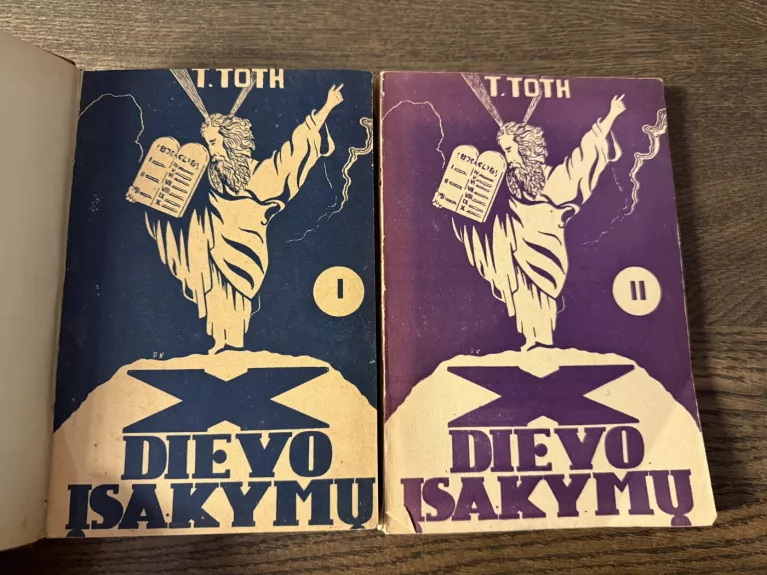 T. TOTH
I
X
DIEVO
ĮSAKYMŲ
T. TOTH
II
X
DIEVO
ĮSAKYMŲ